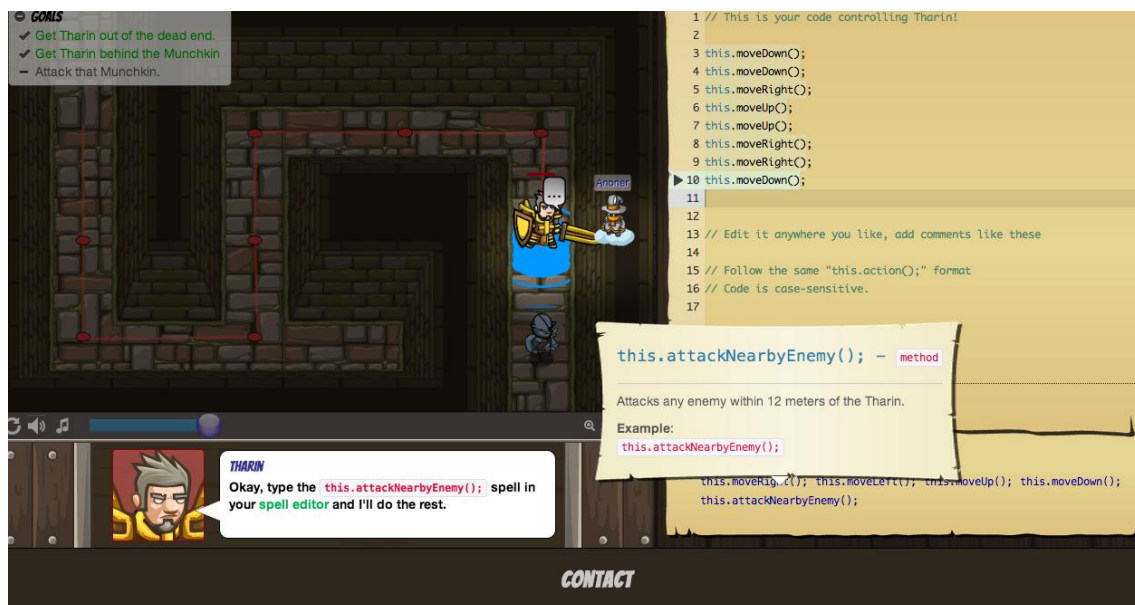 GOALS
✓ Get Tharin out of the dead end.
✓ Get Tharin behind the Munchkin
– Attack that Munchkin.
Anoner
...
1 // This is your code controlling Tharin!
2
3 this.moveDown();
4 this.moveDown();
5 this.moveRight();
6 this.moveUp();
7 this.moveUp();
8 this.moveRight();
9 this.moveRight();
10 this.moveDown();
11
12
13 // Edit it anywhere you like, add comments like these
14
15 // Follow the same "this.action();" format
16 // Code is case-sensitive.
17
this.attackNearbyEnemy(); – method
Attacks any enemy within 12 meters of the Tharin.
Example:
this.attackNearbyEnemy();
this.moveRight(); this.moveLeft(); this.moveUp(); this.moveDown();
this.attackNearbyEnemy();
THARIN
Okay, type the this.attackNearbyEnemy(); spell in
your spell editor and I'll do the rest.
CONTACT